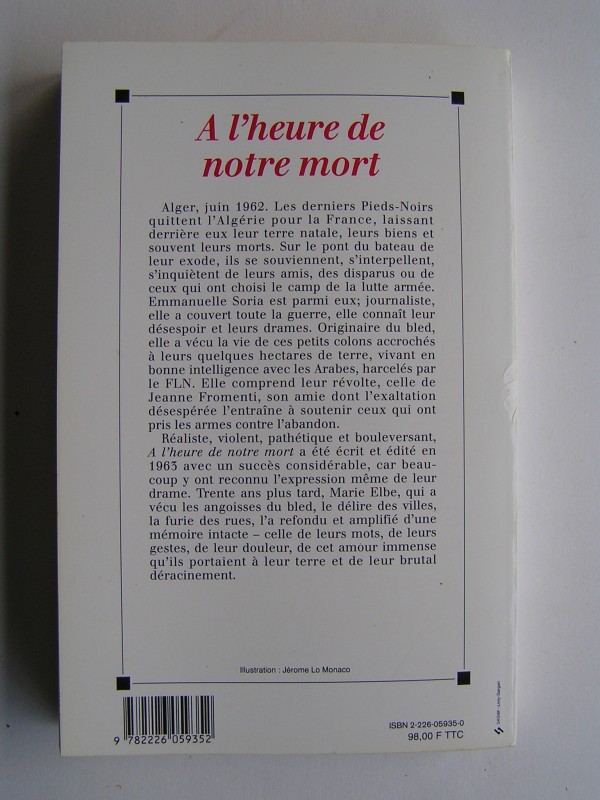 A l'heure de
notre mort
Alger, juin 1962. Les derniers Pieds-Noirs
quittent l'Algérie pour la France, laissant
derrière eux leur terre natale, leurs biens et
souvent leurs morts. Sur le pont du bateau de
leur exode, ils se souviennent, s'interpellent,
s'inquiètent de leurs amis, des disparus ou de
ceux qui ont choisi le camp de la lutte armée.
Emmanuelle Soria est parmi eux; journaliste,
elle a couvert toute la guerre, elle connaît leur
désespoir et leurs drames. Originaire du bled,
elle a vécu la vie de ces petits colons accrochés
à leurs quelques hectares de terre, vivant en
bonne intelligence avec les Arabes, harcelés par
le FLN. Elle comprend leur révolte, celle de
Jeanne Fromenti, son amie dont l'exaltation
désespérée l'entraîne à soutenir ceux qui ont
pris les armes contre l'abandon.
Réaliste, violent, pathétique et bouleversant,
A l'heure de notre mort a été écrit et édité en
1963 avec un succès considérable, car beau-
coup y ont reconnu l'expression même de leur
drame. Trente ans plus tard, Marie Elbe, qui a
vécu les angoisses du bled, le délire des villes,
la furie des rues, l'a refondu et amplifié d'une
mémoire intacte – celle de leurs mots, de leurs
gestes, de leur douleur, de cet amour immense
qu'ils portaient à leur terre et de leur brutal
déracinement.
Illustration : Jérome Lo Monaco
ISBN 2-226-05935-0
98,00 F TTC
9 782226 059352